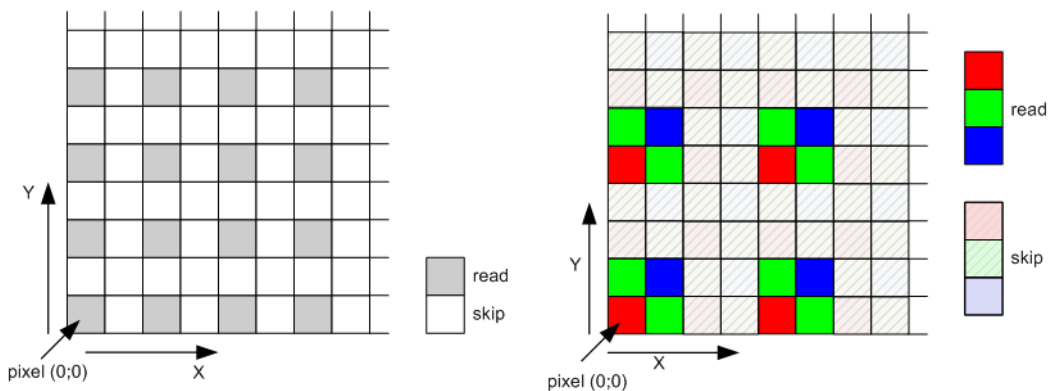 Y
read
skip
pixel (0;0)
X
read
skip
Y
X
pixel (0;0)